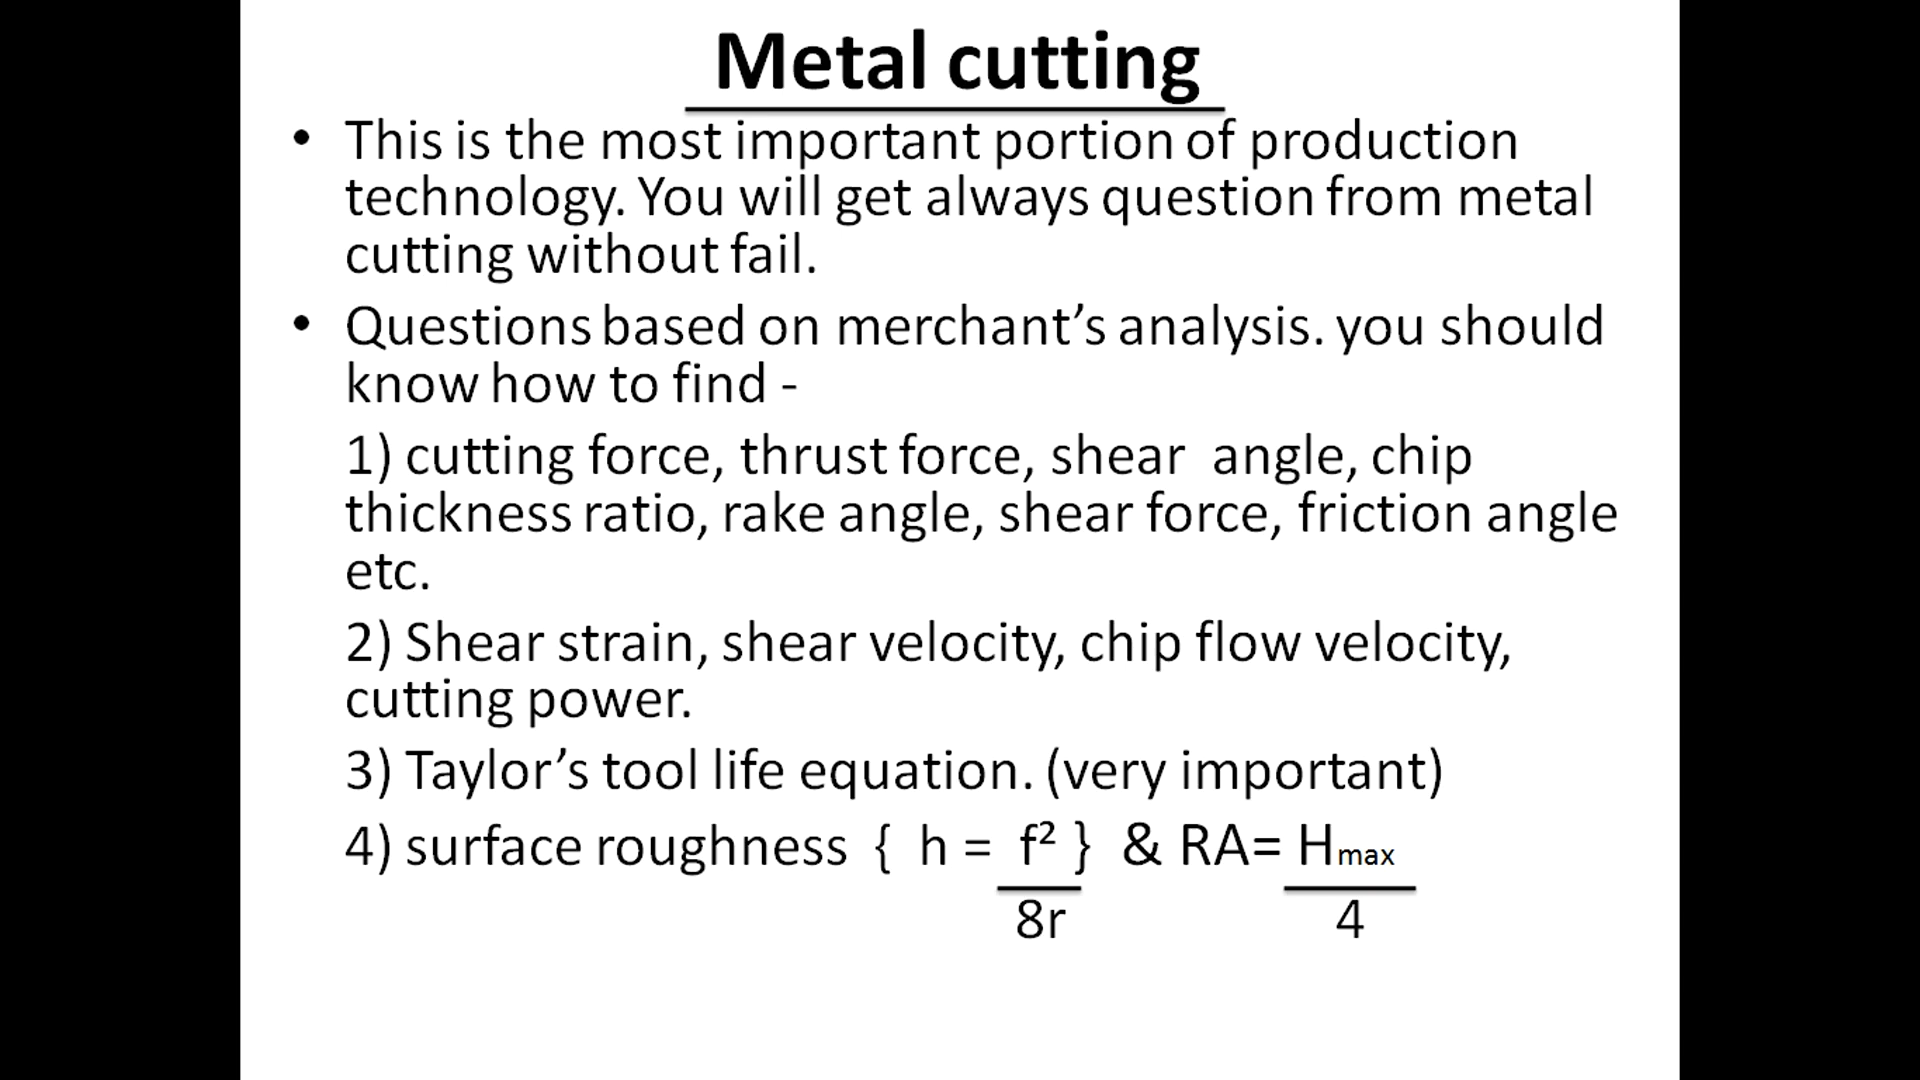 Metal cutting
• This is the most important portion of production
technology. You will get always question from metal
cutting without fail.
• Questions based on merchant’s analysis. you should
know how to find -
1) cutting force, thrust force, shear angle, chip
thickness ratio, rake angle, shear force, friction angle
etc.
2) Shear strain, shear velocity, chip flow velocity,
cutting power.
3) Taylor’s tool life equation. (very important)
4) surface roughness { h = f² } & RA= Hmax
8r 4